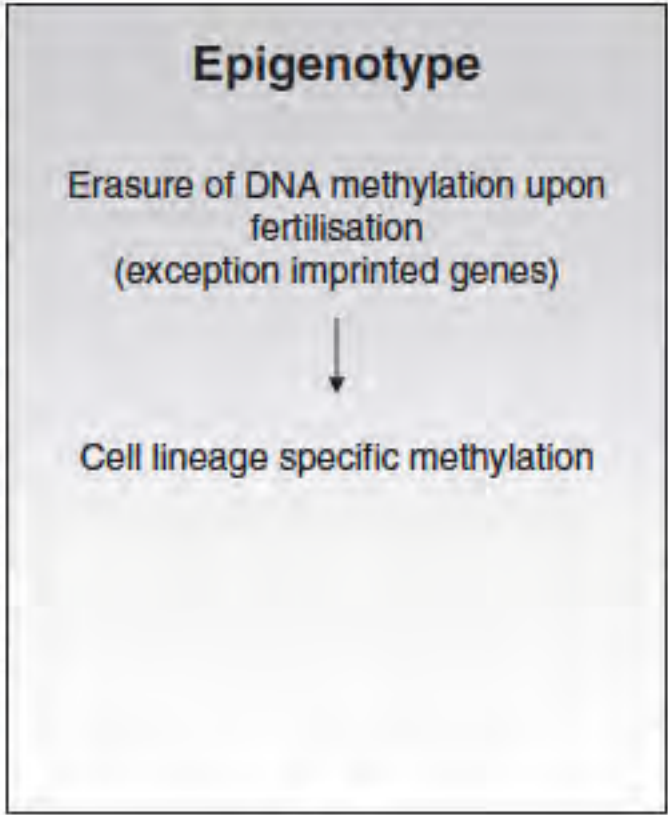 Epigenotype
Erasure of DNA methylation upon
fertilisation
(exception imprinted genes)
Cell lineage specific methylation